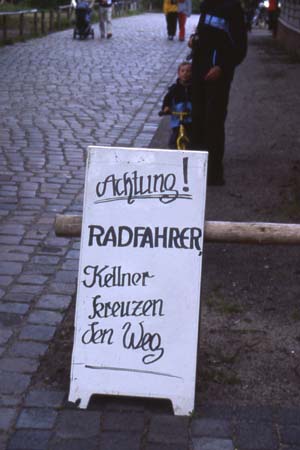 Achtung!
RADFAHRER,
Kellner
kreuzen
den Weg